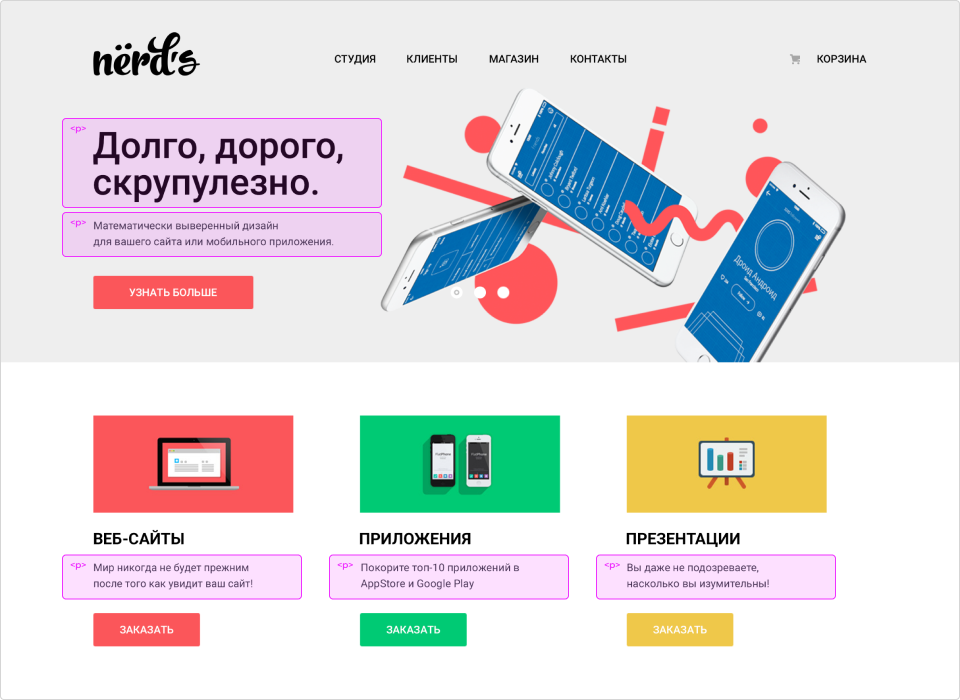 nërd's
СТУДИЯ КЛИЕНТЫ МАГАЗИН КОНТАКТЫ КОРЗИНА
<p>
Долго, дорого,
скрупулезно.
<p>
Математически выверенный дизайн
для вашего сайта или мобильного приложения.
УЗНАТЬ БОЛЬШЕ
Дроид Андроид
ВЕБ-САЙТЫ ПРИЛОЖЕНИЯ ПРЕЗЕНТАЦИИ
<p> Мир никогда не будет прежним
после того как увидит ваш сайт!
<p> Покорите топ-10 приложений в
AppStore и Google Play
<p> Вы даже не подозреваете,
насколько вы изумительны!
ЗАКАЗАТЬ ЗАКАЗАТЬ ЗАКАЗАТЬ